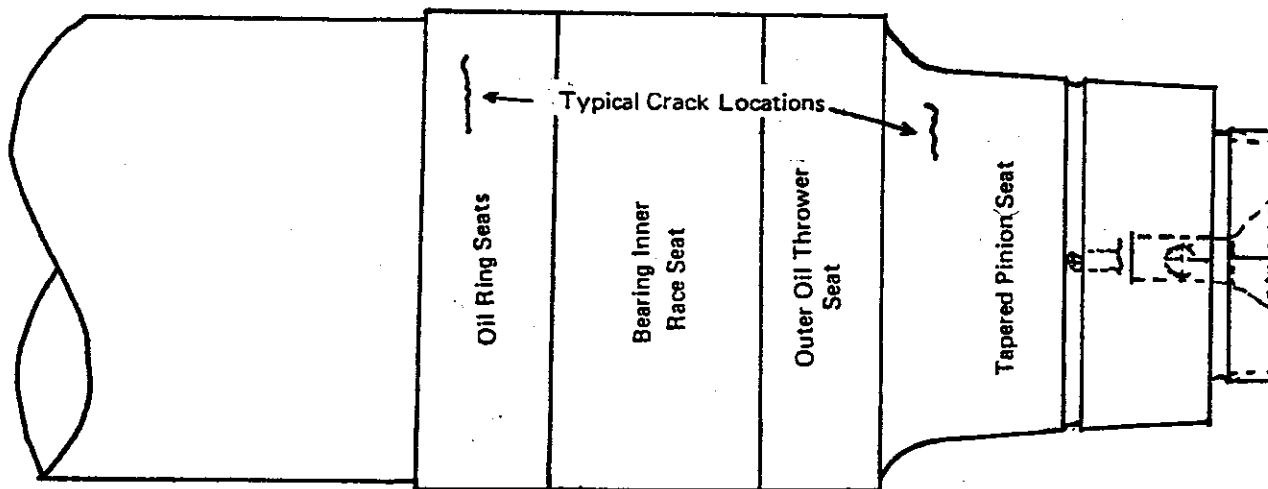 Typical Crack Locations
Oil Ring Seats
Bearing Inner
Race Seat
Outer Oil Thrower
Seat
Tapered Pinion Seat